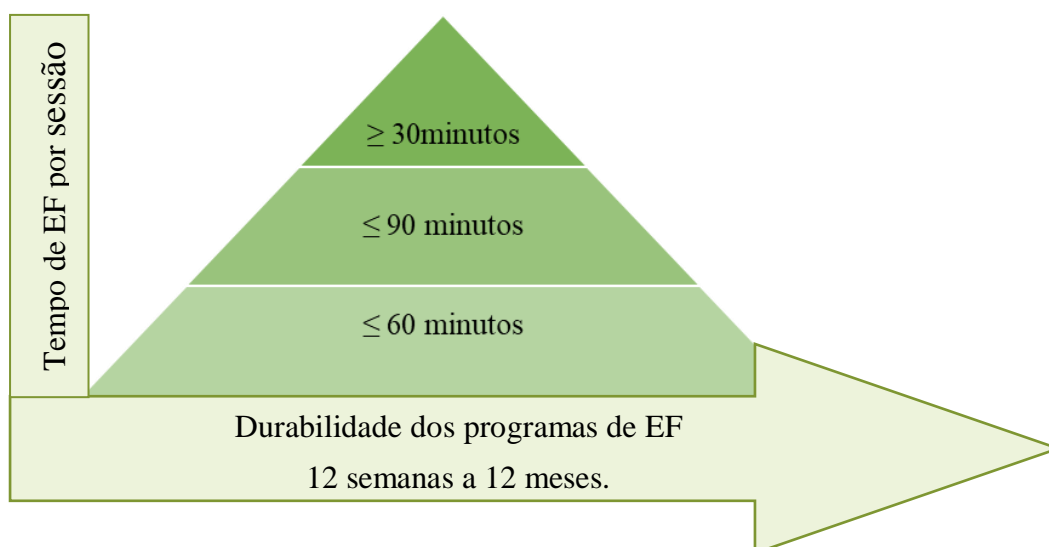 Tempo de EF por sessão
≥ 30minutos
≤ 90 minutos
≤ 60 minutos
Durabilidade dos programas de EF
12 semanas a 12 meses.